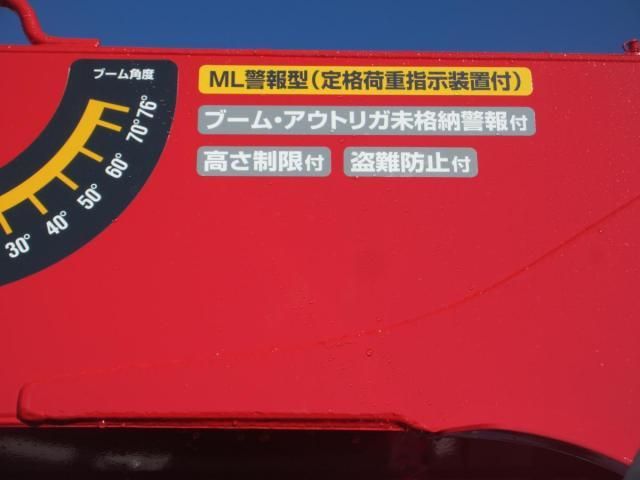 ブーム角度
76°
70°
60°
50°
40°
30°
ML警報型(定格荷重指示装置付)
ブーム・アウトリガ未格納警報付
高さ制限付 盗難防止付